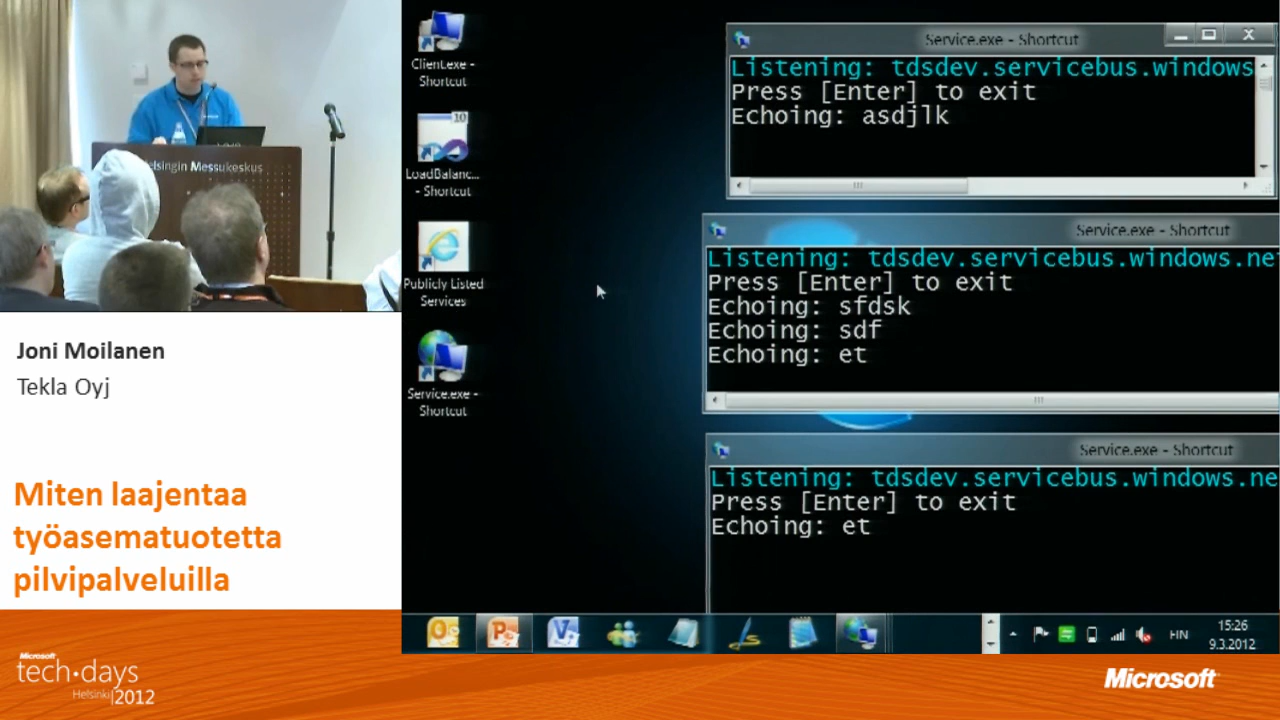 Helsingin Messukeskus
Joni Moilanen
Tekla Oyj
Miten laajentaa
työasematuotetta
pilvipalveluilla
Microsoft
tech·days
Helsinki|2012
Client.exe -
Shortcut
10
LoadBalanc...
- Shortcut
Publicly Listed
Services
Service.exe -
Shortcut
Service.exe - Shortcut
Listening: tdsdev.servicebus.windows
Press [Enter] to exit
Echoing: asdjlk
Service.exe - Shortcut
Listening: tdsdev.servicebus.windows.ne
Press [Enter] to exit
Echoing: sfdsk
Echoing: sdf
Echoing: et
Service.exe - Shortcut
Listening: tdsdev.servicebus.windows.ne
Press [Enter] to exit
Echoing: et
15:26
9.3.2012
Microsoft